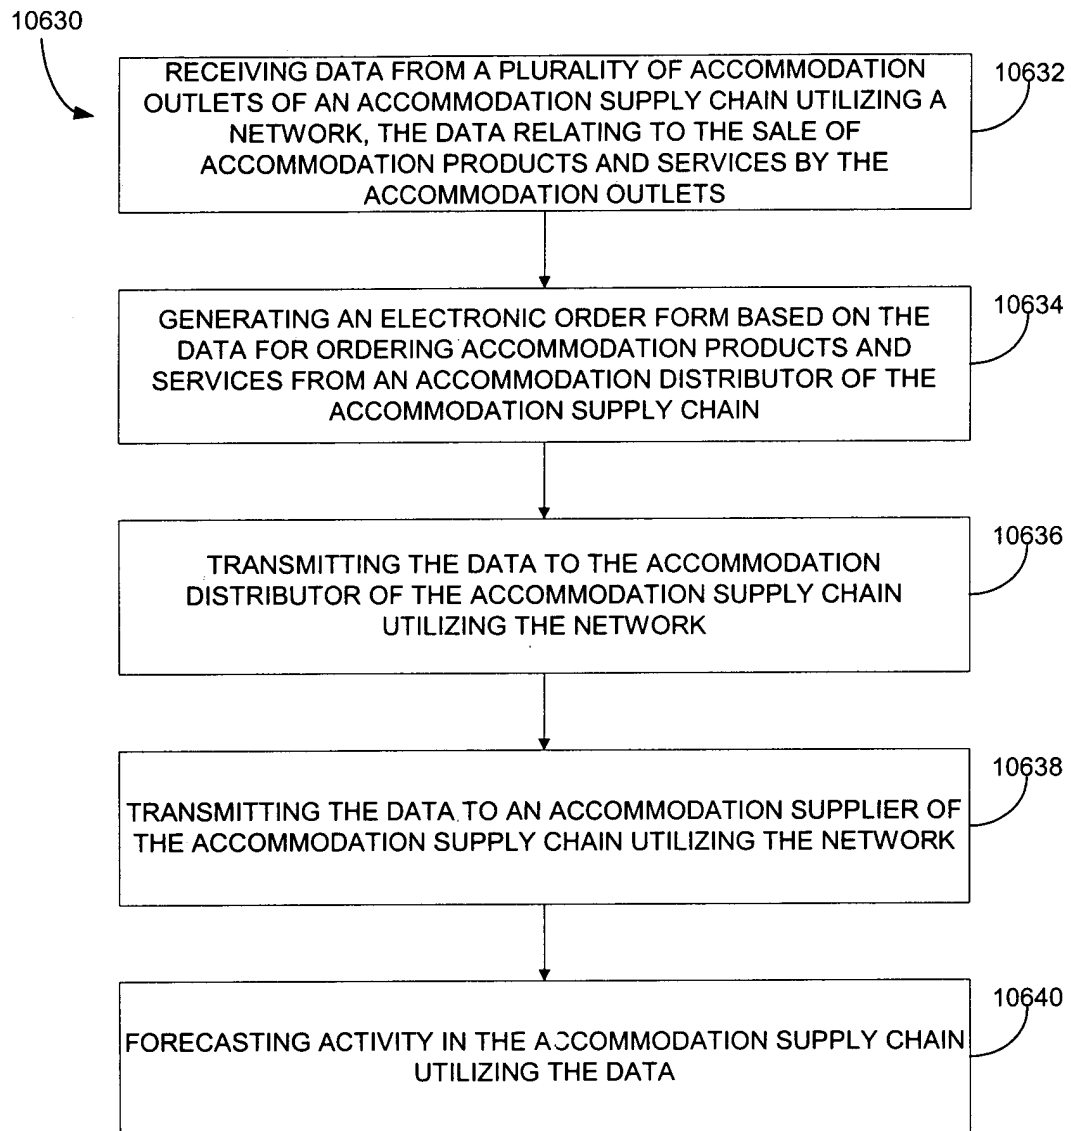 10630
RECEIVING DATA FROM A PLURALITY OF ACCOMMODATION
OUTLETS OF AN ACCOMMODATION SUPPLY CHAIN UTILIZING A
NETWORK, THE DATA RELATING TO THE SALE OF
ACCOMMODATION PRODUCTS AND SERVICES BY THE
ACCOMMODATION OUTLETS
10632
GENERATING AN ELECTRONIC ORDER FORM BASED ON THE
DATA FOR ORDERING ACCOMMODATION PRODUCTS AND
SERVICES FROM AN ACCOMMODATION DISTRIBUTOR OF THE
ACCOMMODATION SUPPLY CHAIN
10634
TRANSMITTING THE DATA TO THE ACCOMMODATION
DISTRIBUTOR OF THE ACCOMMODATION SUPPLY CHAIN
UTILIZING THE NETWORK
10636
TRANSMITTING THE DATA TO AN ACCOMMODATION SUPPLIER OF
THE ACCOMMODATION SUPPLY CHAIN UTILIZING THE NETWORK
10638
FORECASTING ACTIVITY IN THE ACCOMMODATION SUPPLY CHAIN
UTILIZING THE DATA
10640